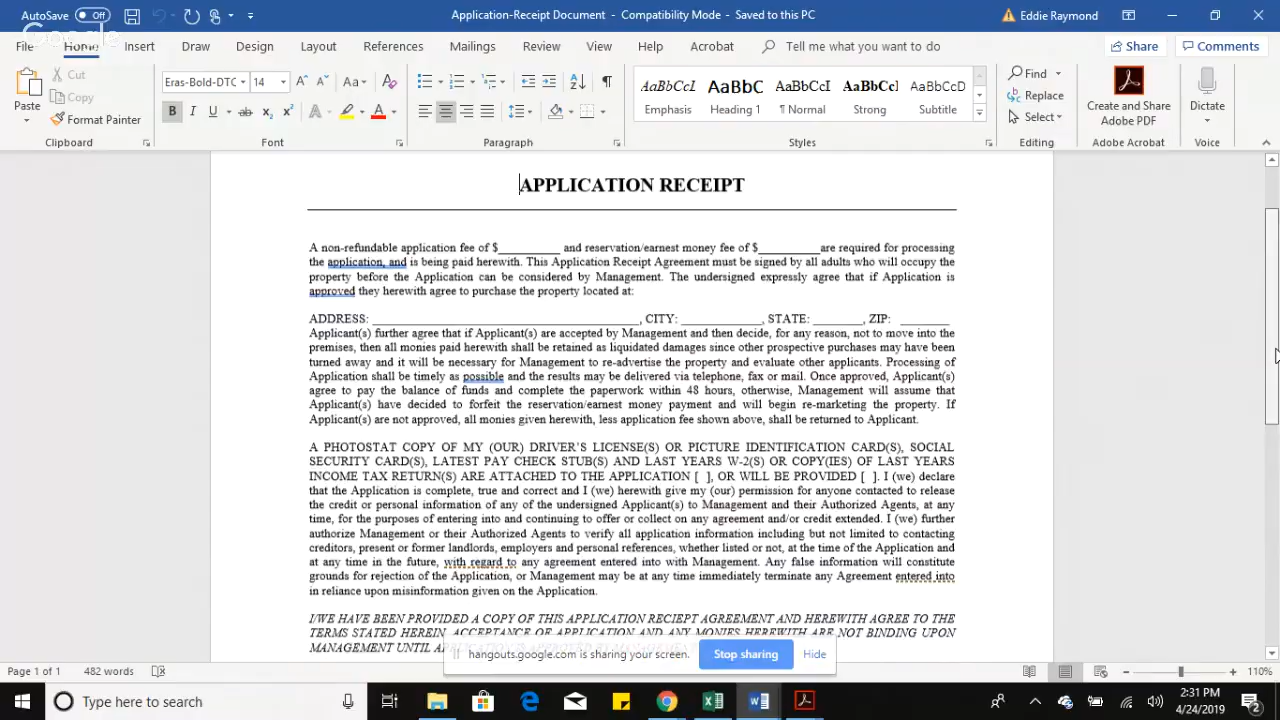 AutoSave Off Application-Receipt Document - Compatibility Mode - Saved to this PC Eddie Raymond
Google
File Home Insert Draw Design Layout References Mailings Review View Help Acrobat Tell me what you want to do Share Comments
Paste Cut Copy Format Painter
Eras-Bold-DTC 14 Aa
B I U ab x2 x2 A A
AaBbCcI AaBbC AaBbCcI AaBbCc AaBbCcD
Emphasis Heading 1 ¶ Normal Strong Subtitle
Find Replace Select
Create and Share Adobe PDF
Dictate
Clipboard Font Paragraph Styles Editing Adobe Acrobat Voice
APPLICATION RECEIPT
A non-refundable application fee of $__________ and reservation/earnest money fee of $__________are required for processing
the application, and is being paid herewith. This Application Receipt Agreement must be signed by all adults who will occupy the
property before the Application can be considered by Management. The undersigned expressly agree that if Application is
approved they herewith agree to purchase the property located at:
ADDRESS: ____________________________________________, CITY: _____________, STATE: ________, ZIP: ________
Applicant(s) further agree that if Applicant(s) are accepted by Management and then decide, for any reason, not to move into the
premises, then all monies paid herewith shall be retained as liquidated damages since other prospective purchases may have been
turned away and it will be necessary for Management to re-advertise the property and evaluate other applicants. Processing of
Application shall be timely as possible and the results may be delivered via telephone, fax or mail. Once approved, Applicant(s)
agree to pay the balance of funds and complete the paperwork within 48 hours, otherwise, Management will assume that
Applicant(s) have decided to forfeit the reservation/earnest money payment and will begin re-marketing the property. If
Applicant(s) are not approved, all monies given herewith, less application fee shown above, shall be returned to Applicant.
A PHOTOSTAT COPY OF MY (OUR) DRIVER'S LICENSE(S) OR PICTURE IDENTIFICATION CARD(S), SOCIAL
SECURITY CARD(S), LATEST PAY CHECK STUB(S) AND LAST YEARS W-2(S) OR COPY(IES) OF LAST YEARS
INCOME TAX RETURN(S) ARE ATTACHED TO THE APPLICATION [ ], OR WILL BE PROVIDED [ ]. I (we) declare
that the Application is complete, true and correct and I (we) herewith give my (our) permission for anyone contacted to release
the credit or personal information of any of the undersigned Applicant(s) to Management and their Authorized Agents, at any
time, for the purposes of entering into and continuing to offer or collect on any agreement and/or credit extended. I (we) further
authorize Management or their Authorized Agents to verify all application information including but not limited to contacting
creditors, present or former landlords, employers and personal references, whether listed or not, at the time of the Application and
at any time in the future, with regard to any agreement entered into with Management. Any false information will constitute
grounds for rejection of the Application, or Management may be at any time immediately terminate any Agreement entered into
in reliance upon misinformation given on the Application.
I/WE HAVE BEEN PROVIDED A COPY OF THIS APPLICATION RECIEPT AGREEMENT AND HEREWITH AGREE TO THE
TERMS STATED HEREIN. ACCEPTANCE OF APPLICATION AND ANY MONIES HEREWITH ARE NOT BINDING UPON
MANAGEMENT UNTIL
hangouts.google.com is sharing your screen. Stop sharing Hide
Page 1 of 1 482 words 110%
Type here to search
2:31 PM
4/24/2019
2